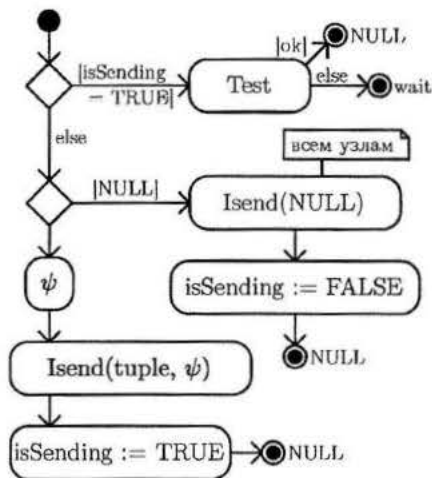 |ok|
NULL
|isSending
− TRUE|
Test
else
wait
else
всем узлам
|NULL|
Isend(NULL)
ψ
isSending := FALSE
NULL
Isend(tuple, ψ)
isSending := TRUE
NULL